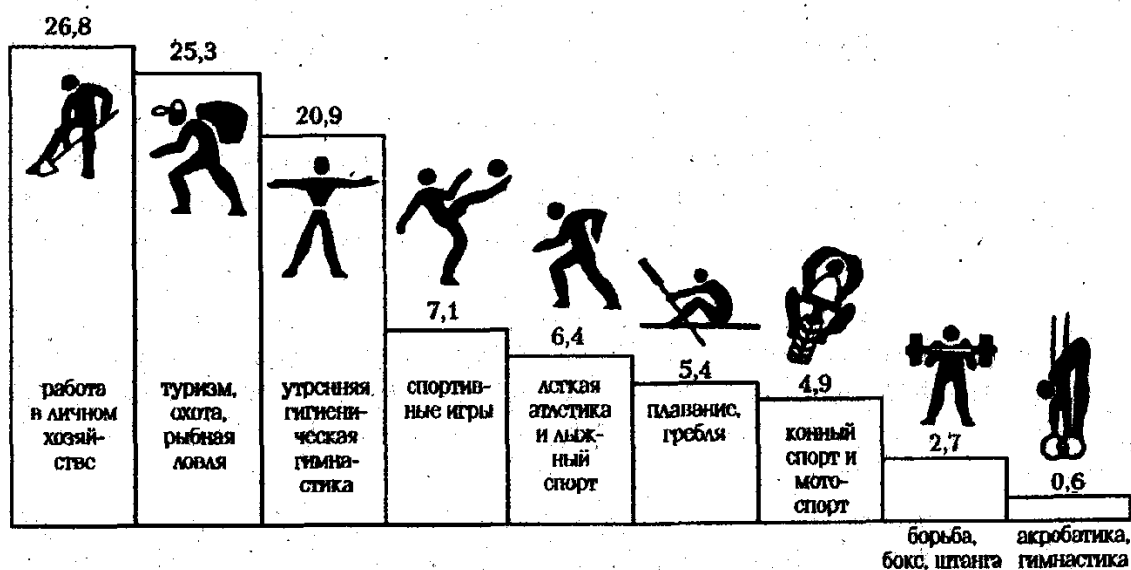 26,8
25,3
20,9
7,1
6,4
5,4
4,9
2,7
0,6
работа
в личном
хозяй-
стве
туризм,
охота,
рыбная
ловля
утренняя
гигиени-
ческая
гимна-
стика
спортив-
ные игры
легкая
атлетика
и лыж-
ный
спорт
плавание,
гребля
конный
спорт и
мото-
спорт
борьба,
бокс, штанга
акробатика,
гимнастика